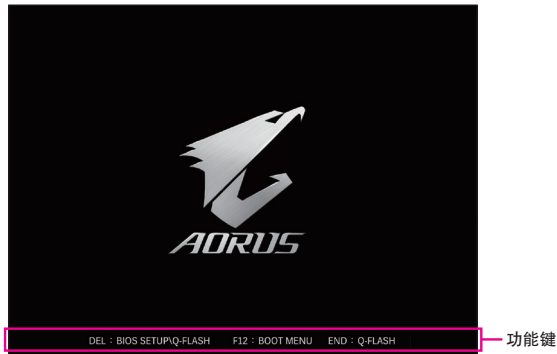 AORUS
DEL：BIOS SETUP\Q-FLASH F12：BOOT MENU END：Q-FLASH
功能键